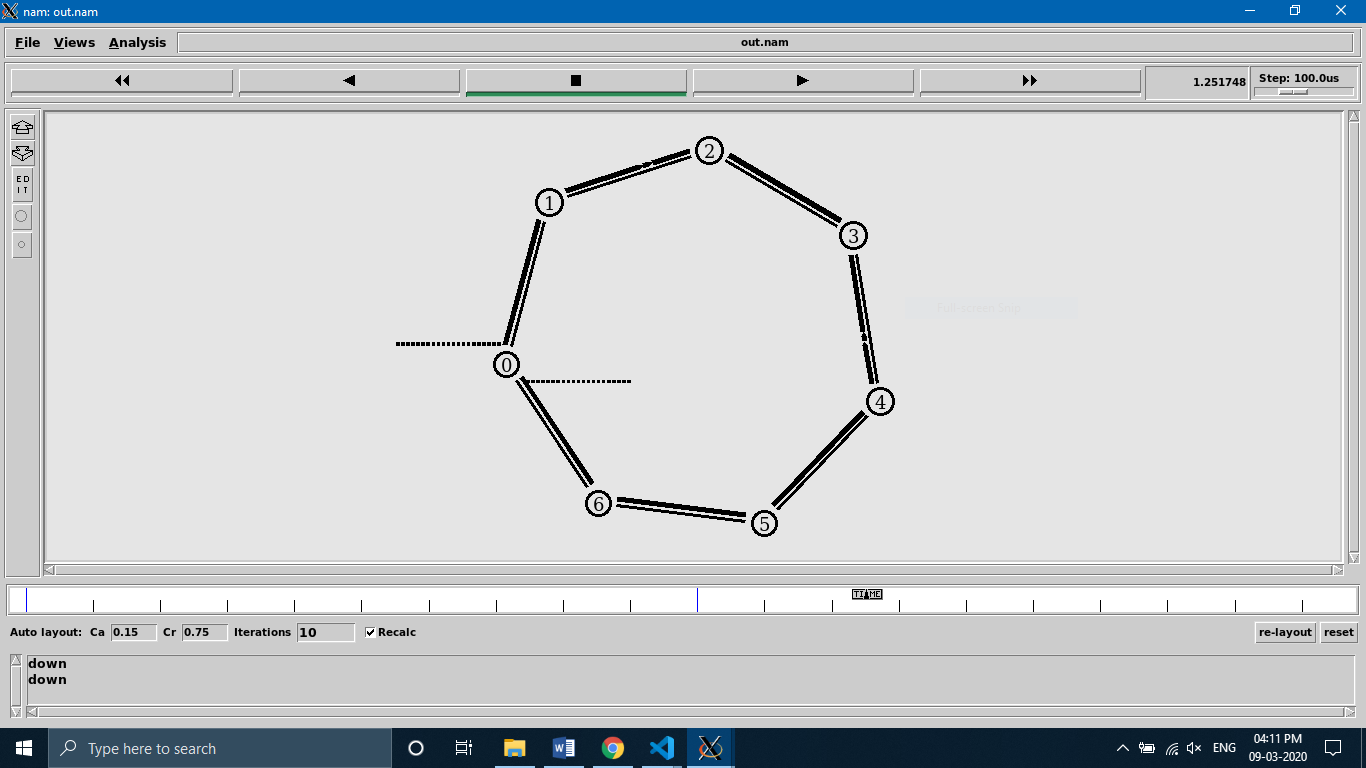 nam: out.nam
File Views Analysis out.nam
1.251748 Step: 100.0us
ED
IT
2
1
3
0
4
6
5
TIME
Auto layout: Ca 0.15 Cr 0.75 Iterations 10 Recalc re-layout reset
down
down
Type here to search
ENG
04:11 PM
09-03-2020